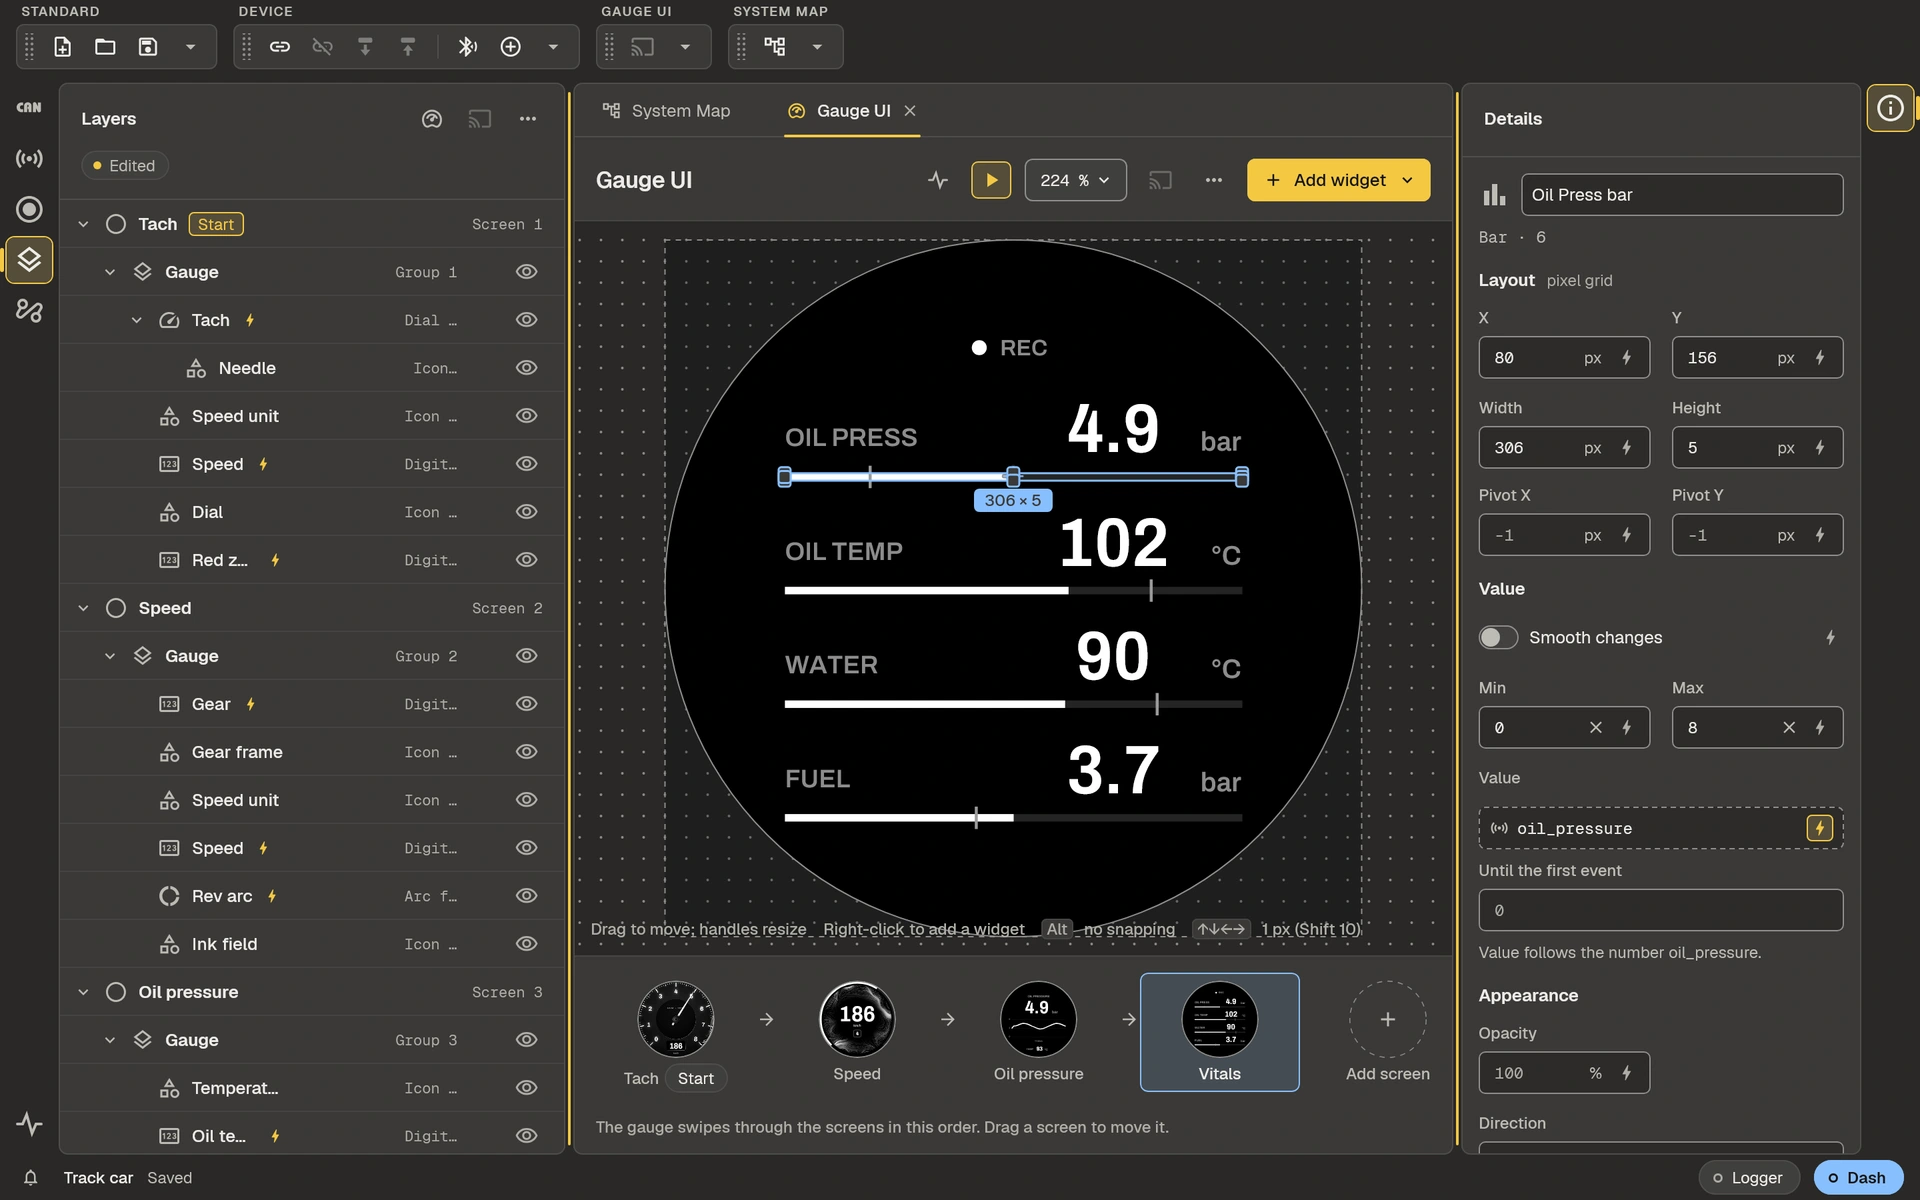 STANDARD
DEVICE
GAUGE UI
SYSTEM MAP
CAN
Layers
Edited
Tach Start Screen 1
Gauge Group 1
Tach Dial …
Needle Icon…
Speed unit Icon …
Speed Digit…
Dial Icon …
Red z… Digit…
Speed Screen 2
Gauge Group 2
Gear Digit…
Gear frame Icon …
Speed unit Icon …
Speed Digit…
Rev arc Arc f…
Ink field Icon …
Oil pressure Screen 3
Gauge Group 3
Temperat… Icon …
Oil te… Digit…
System Map
Gauge UI
Gauge UI
224 %
Add widget
REC
OIL PRESS 4.9 bar
306 × 5
OIL TEMP 102 °C
WATER 90 °C
FUEL 3.7 bar
Drag to move; handles resize Right-click to add a widget Alt no snapping ↑↓←→ 1 px (Shift 10)
186
4.9
4.9
102
90
3.7
186
93
Tach Start
Speed
Oil pressure
Vitals
Add screen
The gauge swipes through the screens in this order. Drag a screen to move it.
Details
Oil Press bar
Bar · 6
Layout pixel grid
X Y
80 px 156 px
Width Height
306 px 5 px
Pivot X Pivot Y
-1 px -1 px
Value
Smooth changes
Min Max
0 8
Value
oil_pressure
Until the first event
0
Value follows the number oil_pressure.
Appearance
Opacity
100 %
Direction
Track car Saved
Logger
Dash